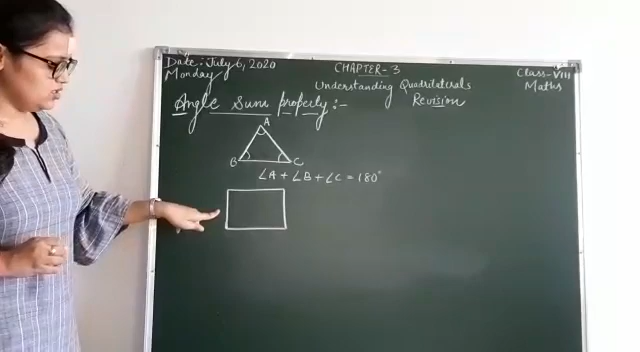 Date:- July 6, 2020
Monday
CHAPTER - 3
Class-VIII
Understanding Quadrilaterals
Maths
Angle Sum property :-
Revision
A
B
C
∠A + ∠B + ∠C = 180°